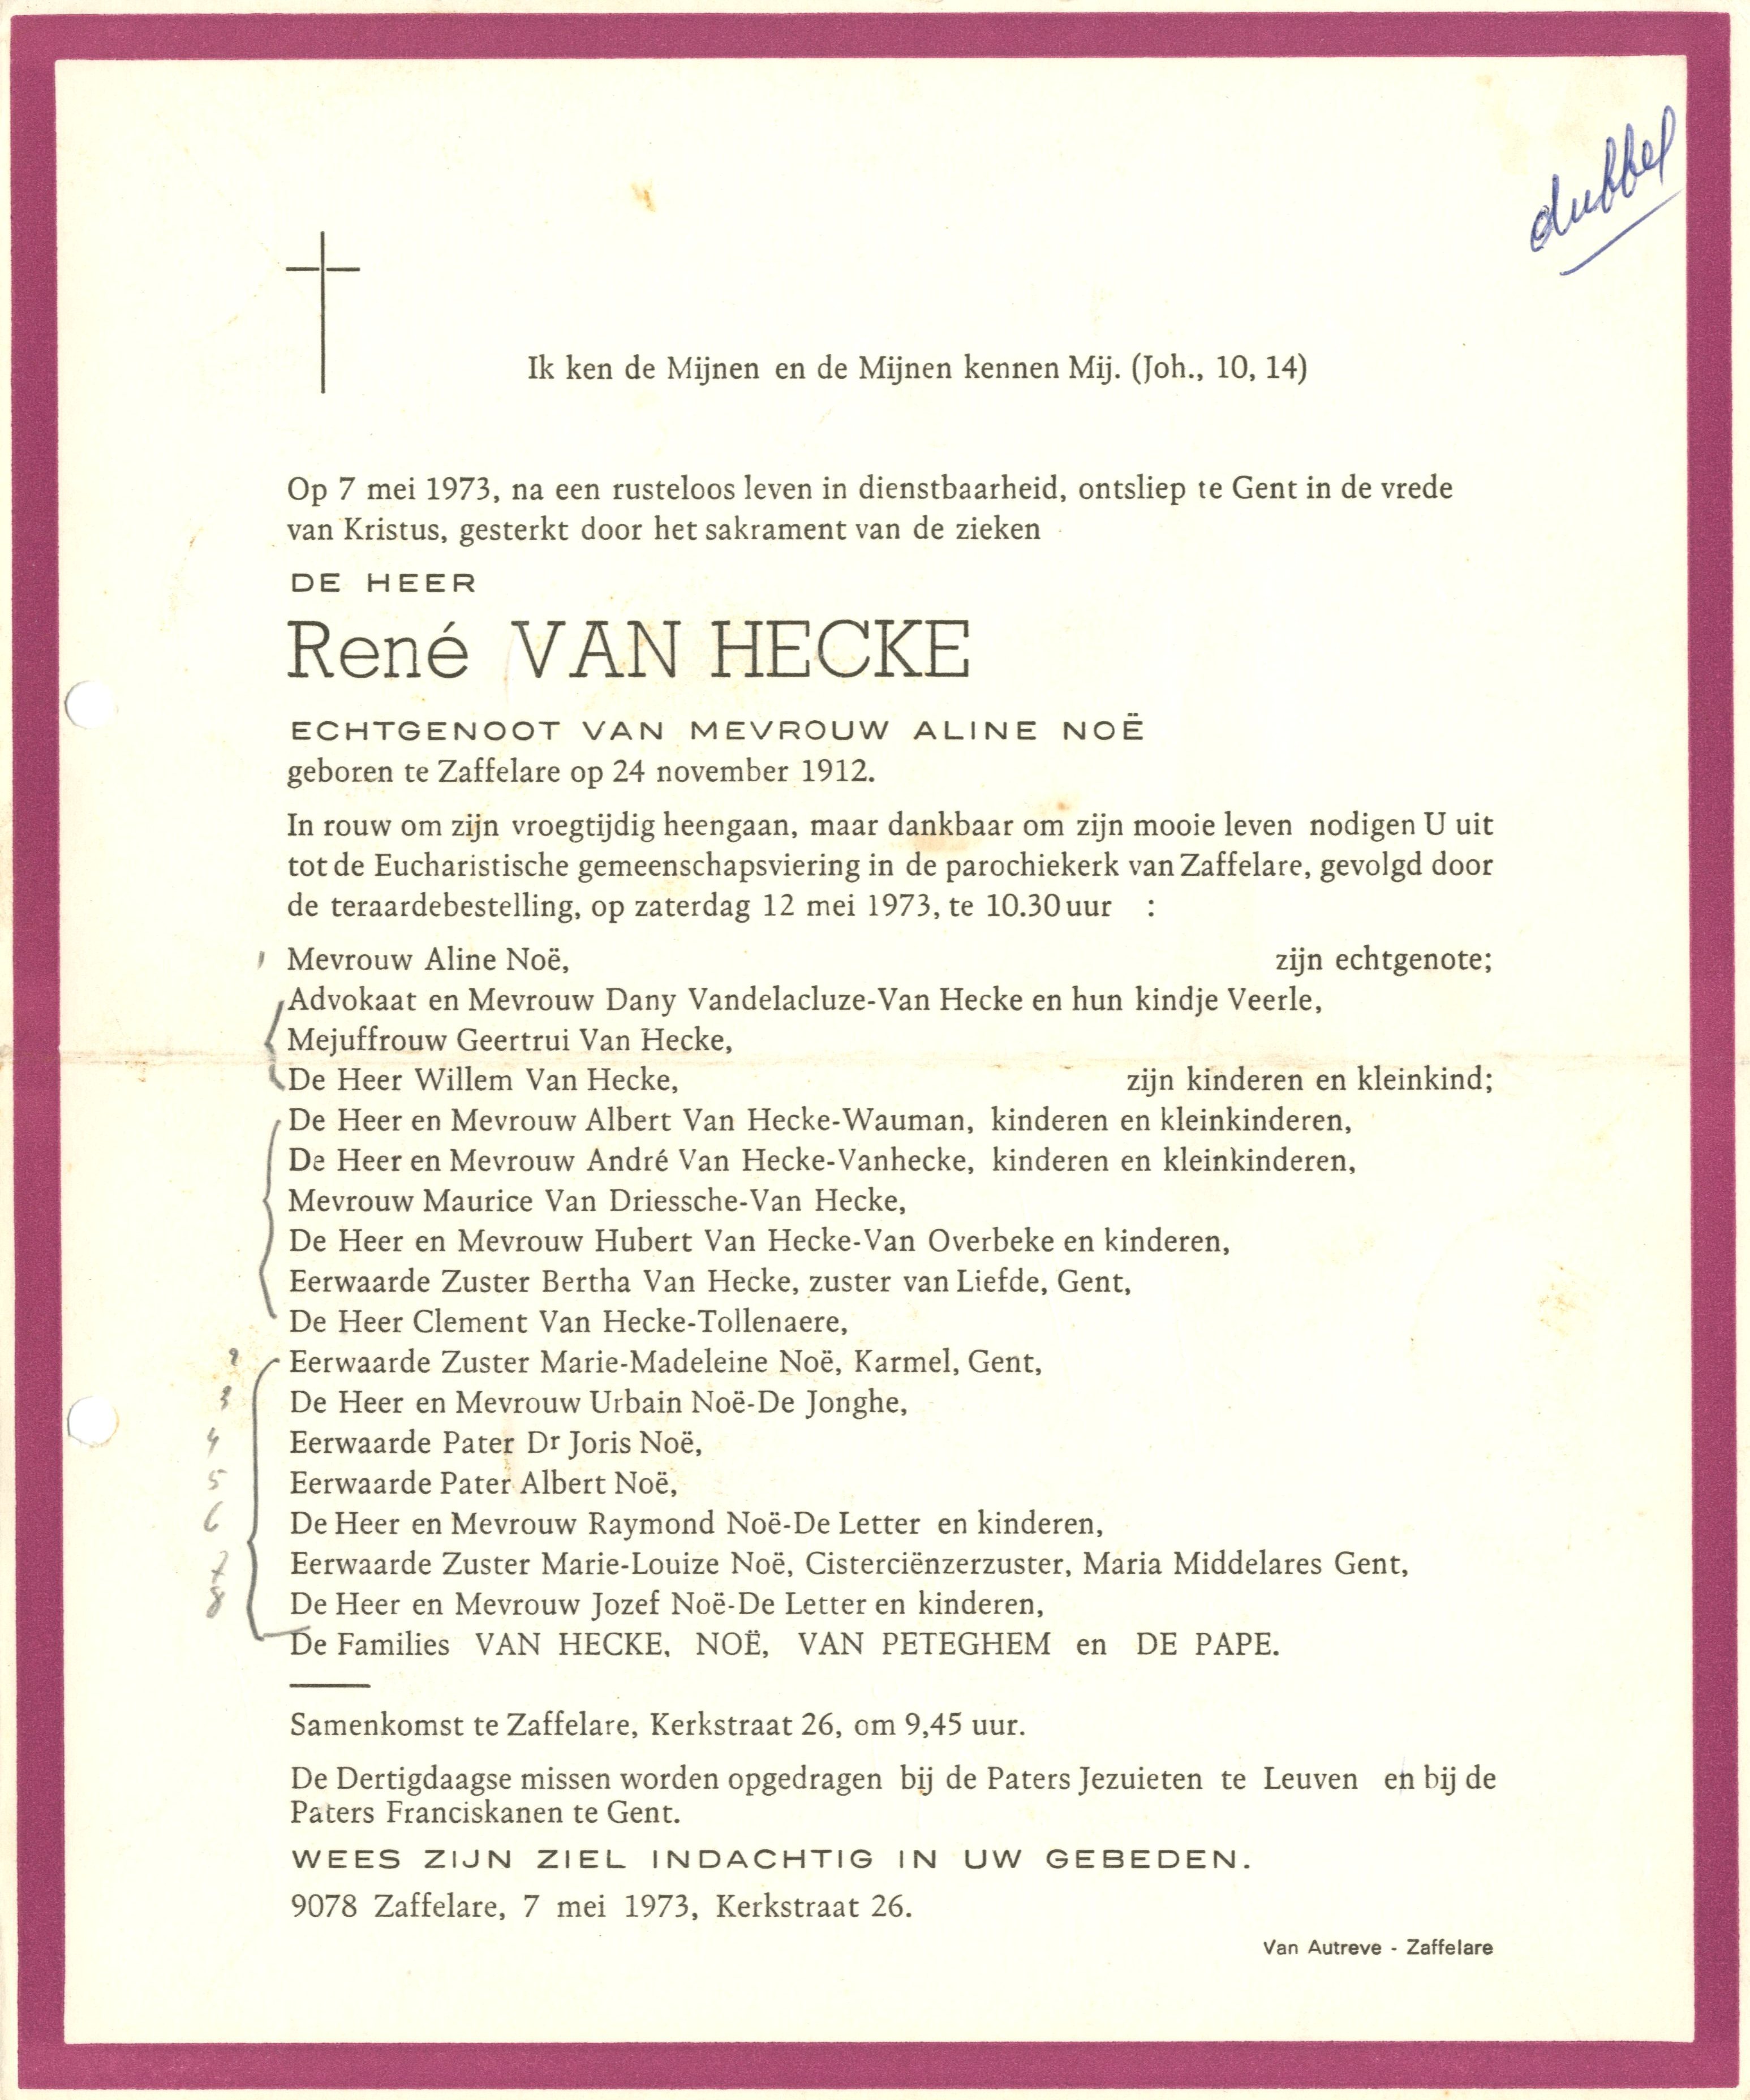 dubbel
Ik ken de Mijnen en de Mijnen kennen Mij. (Joh., 10, 14)
Op 7 mei 1973, na een rusteloos leven in dienstbaarheid, ontsliep te Gent in de vrede
van Kristus, gesterkt door het sakrament van de zieken
DE HEER
René VAN HECKE
ECHTGENOOT VAN MEVROUW ALINE NOË
geboren te Zaffelare op 24 november 1912.
In rouw om zijn vroegtijdig heengaan, maar dankbaar om zijn mooie leven nodigen U uit
tot de Eucharistische gemeenschapsviering in de parochiekerk van Zaffelare, gevolgd door
de teraardebestelling, op zaterdag 12 mei 1973, te 10.30 uur :
1 Mevrouw Aline Noë, zijn echtgenote;
Advokaat en Mevrouw Dany Vandelacluze-Van Hecke en hun kindje Veerle,
Mejuffrouw Geertrui Van Hecke,
De Heer Willem Van Hecke, zijn kinderen en kleinkind;
De Heer en Mevrouw Albert Van Hecke-Wauman, kinderen en kleinkinderen,
De Heer en Mevrouw André Van Hecke-Vanhecke, kinderen en kleinkinderen,
Mevrouw Maurice Van Driessche-Van Hecke,
De Heer en Mevrouw Hubert Van Hecke-Van Overbeke en kinderen,
Eerwaarde Zuster Bertha Van Hecke, zuster van Liefde, Gent,
De Heer Clement Van Hecke-Tollenaere,
2 Eerwaarde Zuster Marie-Madeleine Noë, Karmel, Gent,
3 De Heer en Mevrouw Urbain Noë-De Jonghe,
4 Eerwaarde Pater Dr Joris Noë,
5 Eerwaarde Pater Albert Noë,
6 De Heer en Mevrouw Raymond Noë-De Letter en kinderen,
7 Eerwaarde Zuster Marie-Louize Noë, Cisterciënzerzuster, Maria Middelares Gent,
8 De Heer en Mevrouw Jozef Noë-De Letter en kinderen,
De Families VAN HECKE, NOË, VAN PETEGHEM en DE PAPE.
Samenkomst te Zaffelare, Kerkstraat 26, om 9,45 uur.
De Dertigdaagse missen worden opgedragen bij de Paters Jezuieten te Leuven en bij de
Paters Franciskanen te Gent.
WEES ZIJN ZIEL INDACHTIG IN UW GEBEDEN.
9078 Zaffelare, 7 mei 1973, Kerkstraat 26.
Van Autreve - Zaffelare